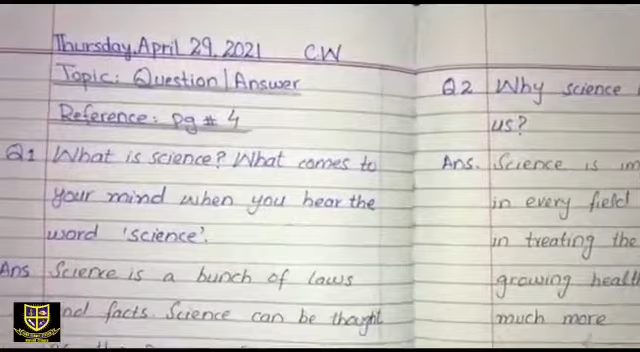 Thursday, April 29, 2021 C.W
Topic: Question/Answer
Reference: pg # 4
Q1 What is science? What comes to
your mind when you hear the
word 'science'.
Ans Science is a bunch of laws
and facts. Science can be thought
Q2 Why science
us?
Ans. Science is im
in every field
in treating the
growing healt
much more